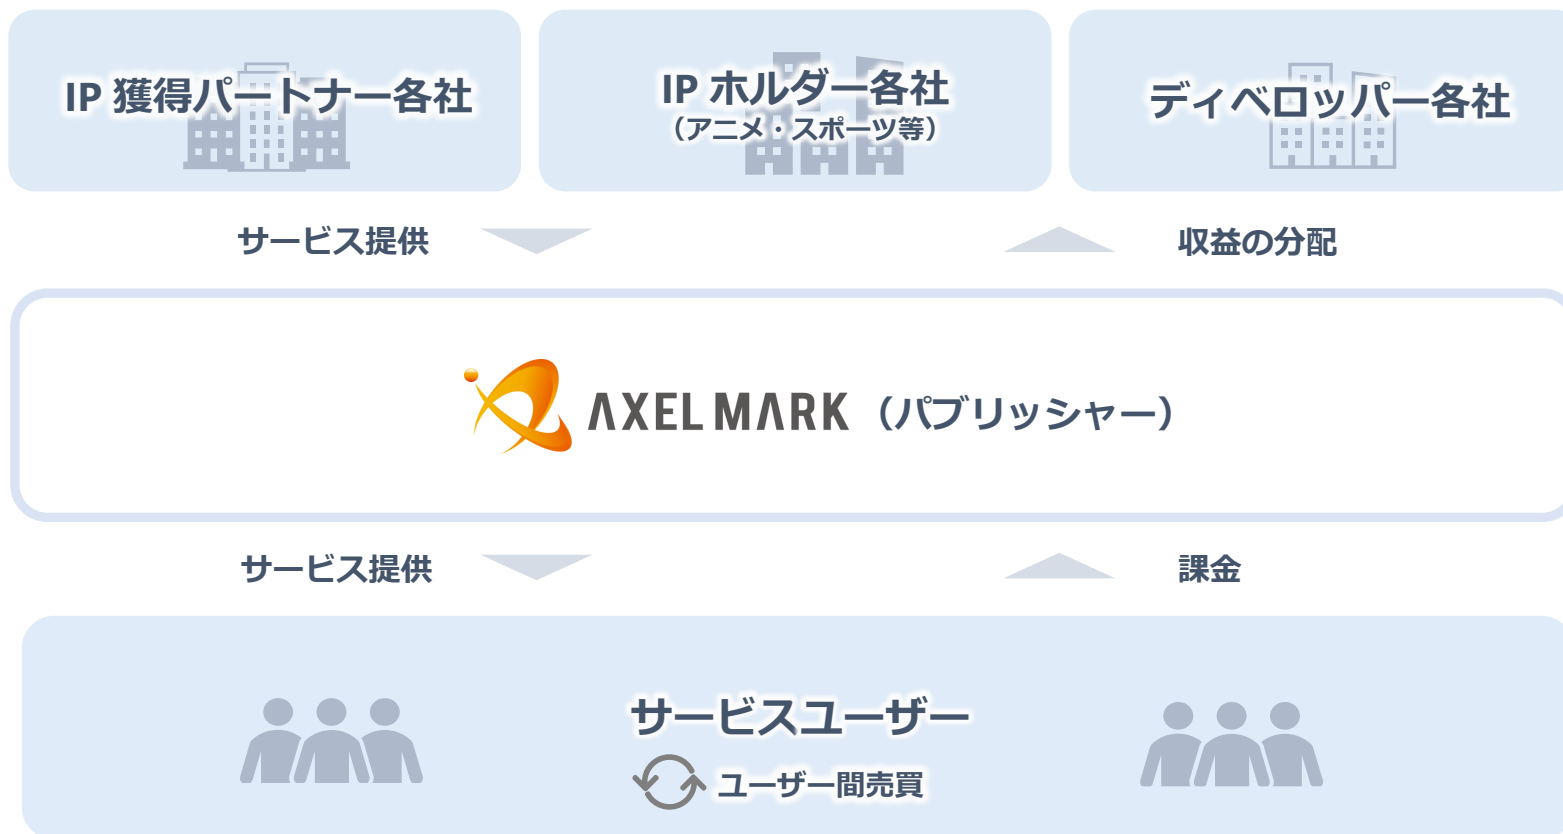 IP 獲得パートナー各社
IP ホルダー各社
（アニメ・スポーツ等）
ディベロッパー各社
サービス提供
収益の分配
AXEL MARK（パブリッシャー）
サービス提供
課金
サービスユーザー
ユーザー間売買